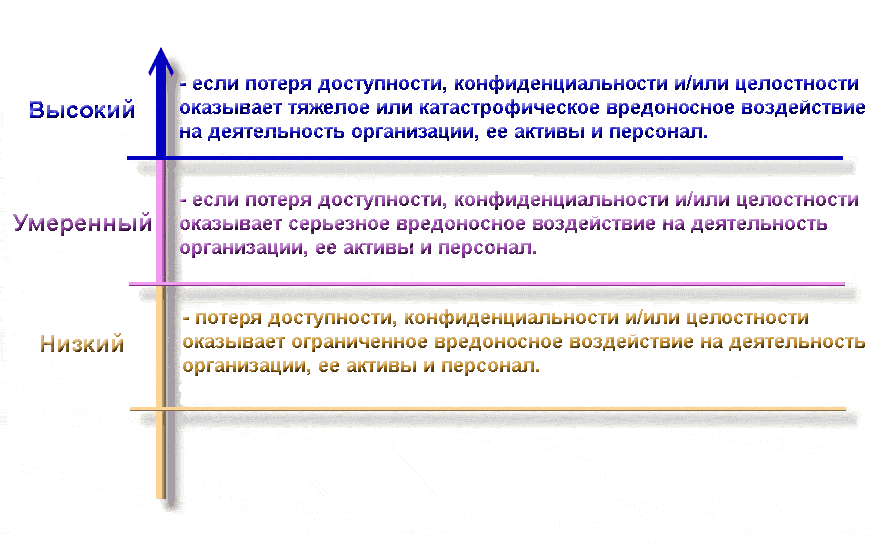 Высокий
- если потеря доступности, конфиденциальности и/или целостности
оказывает тяжелое или катастрофическое вредоносное воздействие
на деятельность организации, ее активы и персонал.
Умеренный
- если потеря доступности, конфиденциальности и/или целостности
оказывает серьезное вредоносное воздействие на деятельность
организации, ее активы и персонал.
Низкий
- потеря доступности, конфиденциальности и/или целостности
оказывает ограниченное вредоносное воздействие на деятельность
организации, ее активы и персонал.